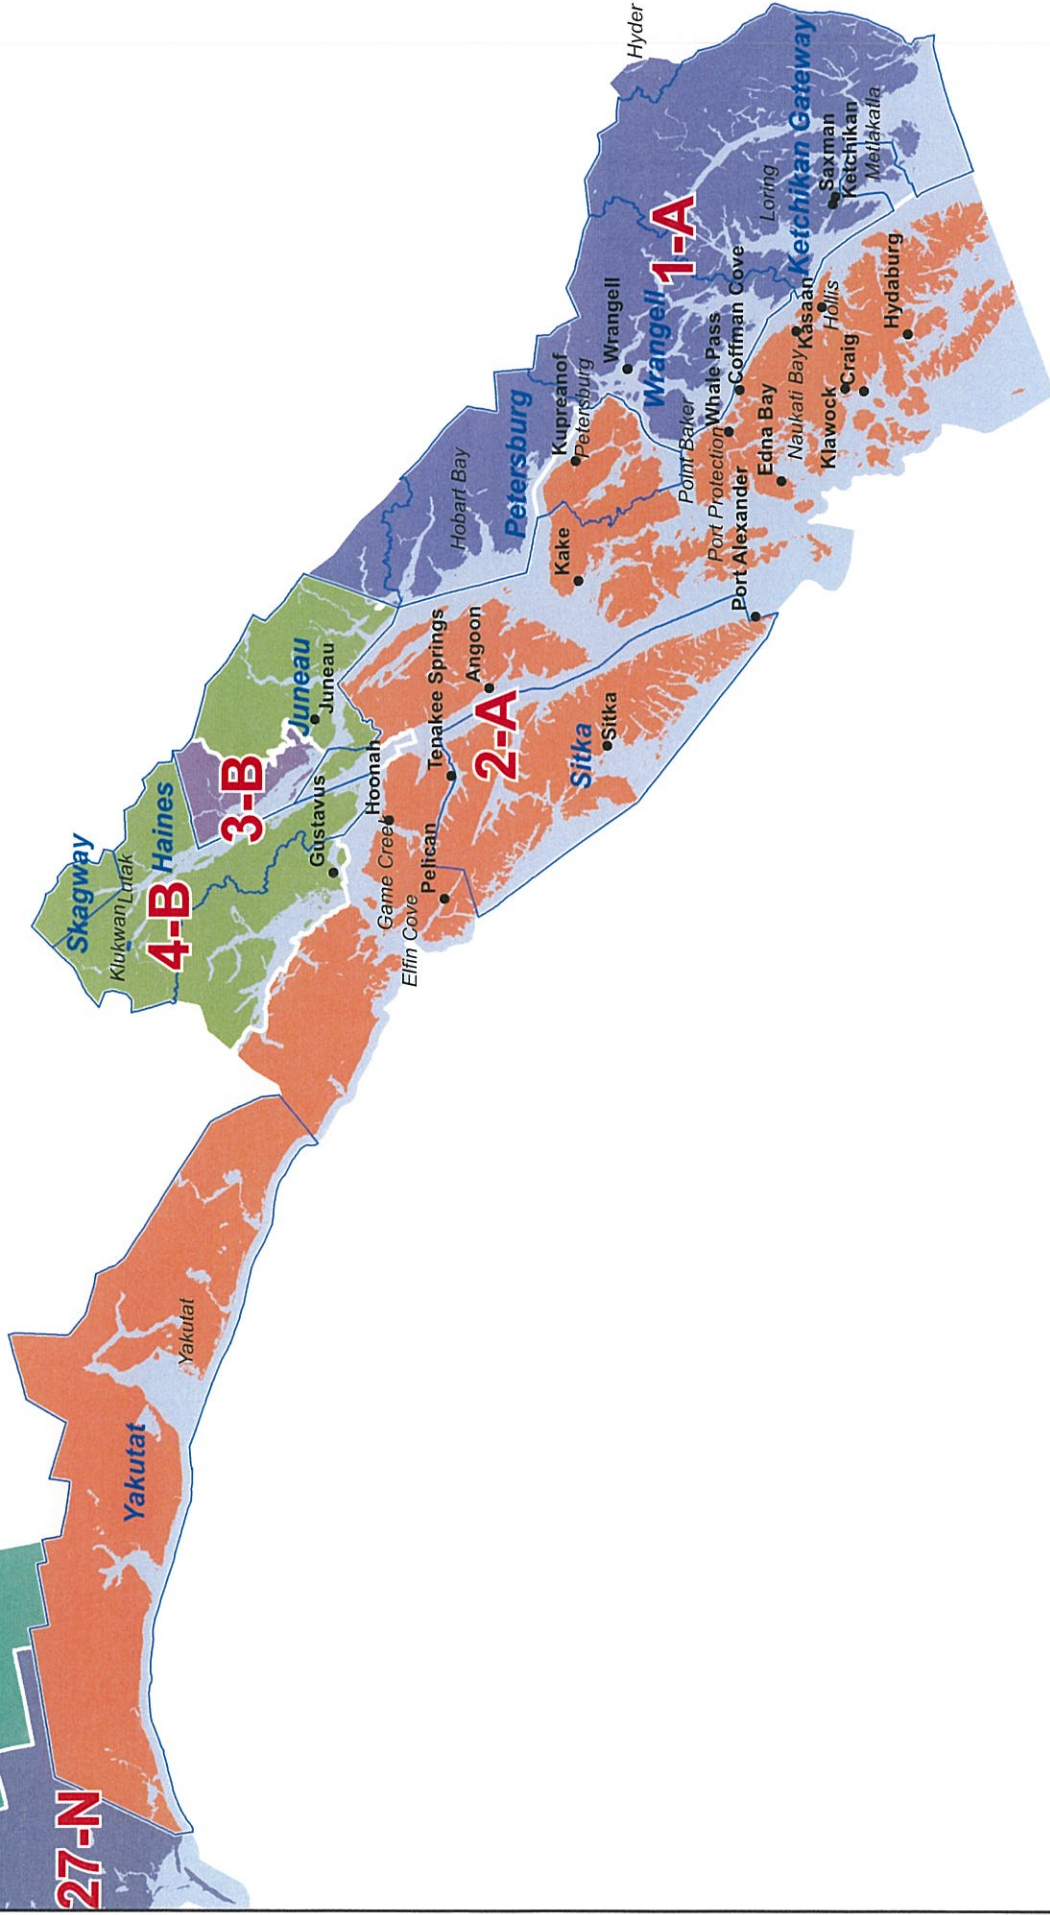 27-N
Yakutat
Yakutat
Skagway
Klukwan
Lutak
4-B
Haines
3-B
Juneau
Juneau
Gustavus
Hoonah
Game Creek
Elfin Cove
Pelican
Tenakee Springs
Angoon
2-A
Sitka
Sitka
Hobart Bay
Petersburg
Kupreanof
Petersburg
Kake
Wrangell
Wrangell
1-A
Point Baker
Port Protection
Port Alexander
Whale Pass
Coffman Cove
Edna Bay
Naukati Bay
Kasaan
Hollis
Klawock
Craig
Hydaburg
Hyder
Loring
Ketchikan Gateway
Saxman
Ketchikan
Metlakatla